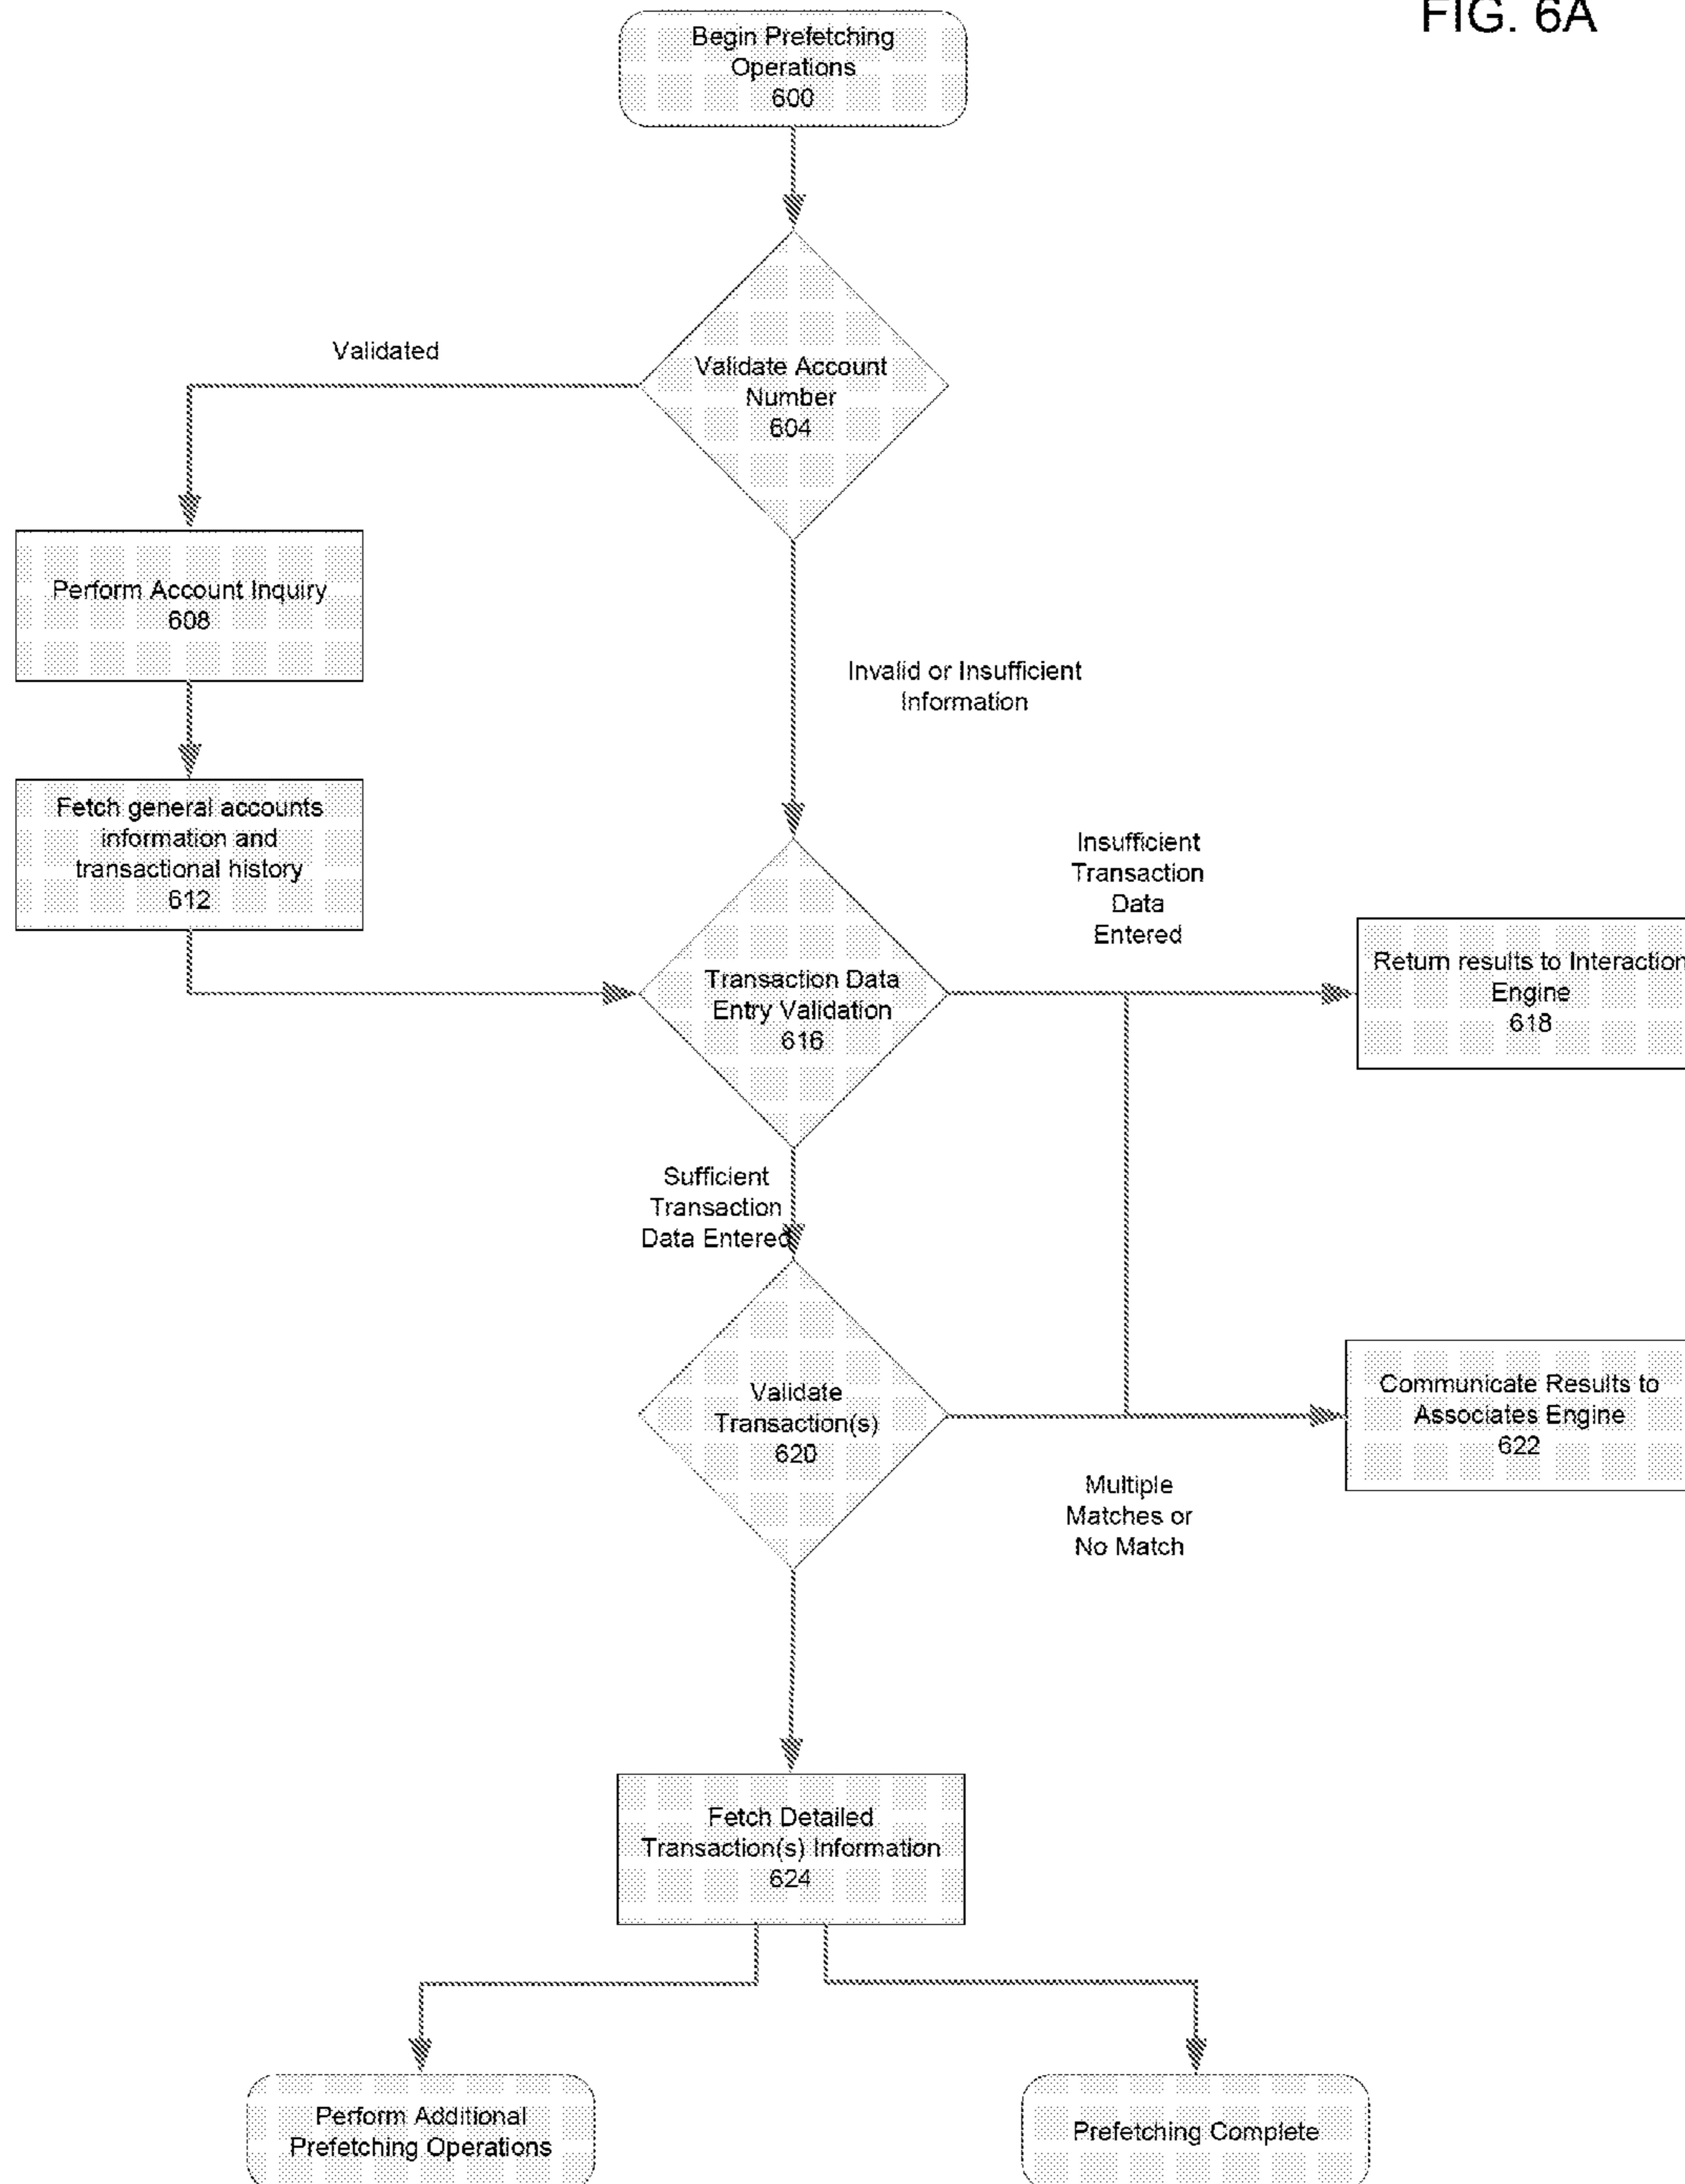 FIG. 6A
Begin Prefetching
Operations
600
Validated
Validate Account
Number
604
Perform Account Inquiry
608
Invalid or Insufficient
Information
Fetch general accounts
information and
transactional history
612
Insufficient
Transaction
Data
Entered
Transaction Data
Entry Validation
616
Return results to Interaction
Engine
618
Sufficient
Transaction
Data Entered
Validate
Transaction(s)
620
Communicate Results to
Associates Engine
622
Multiple
Matches or
No Match
Fetch Detailed
Transaction(s) Information
624
Perform Additional
Prefetching Operations
Prefetching Complete